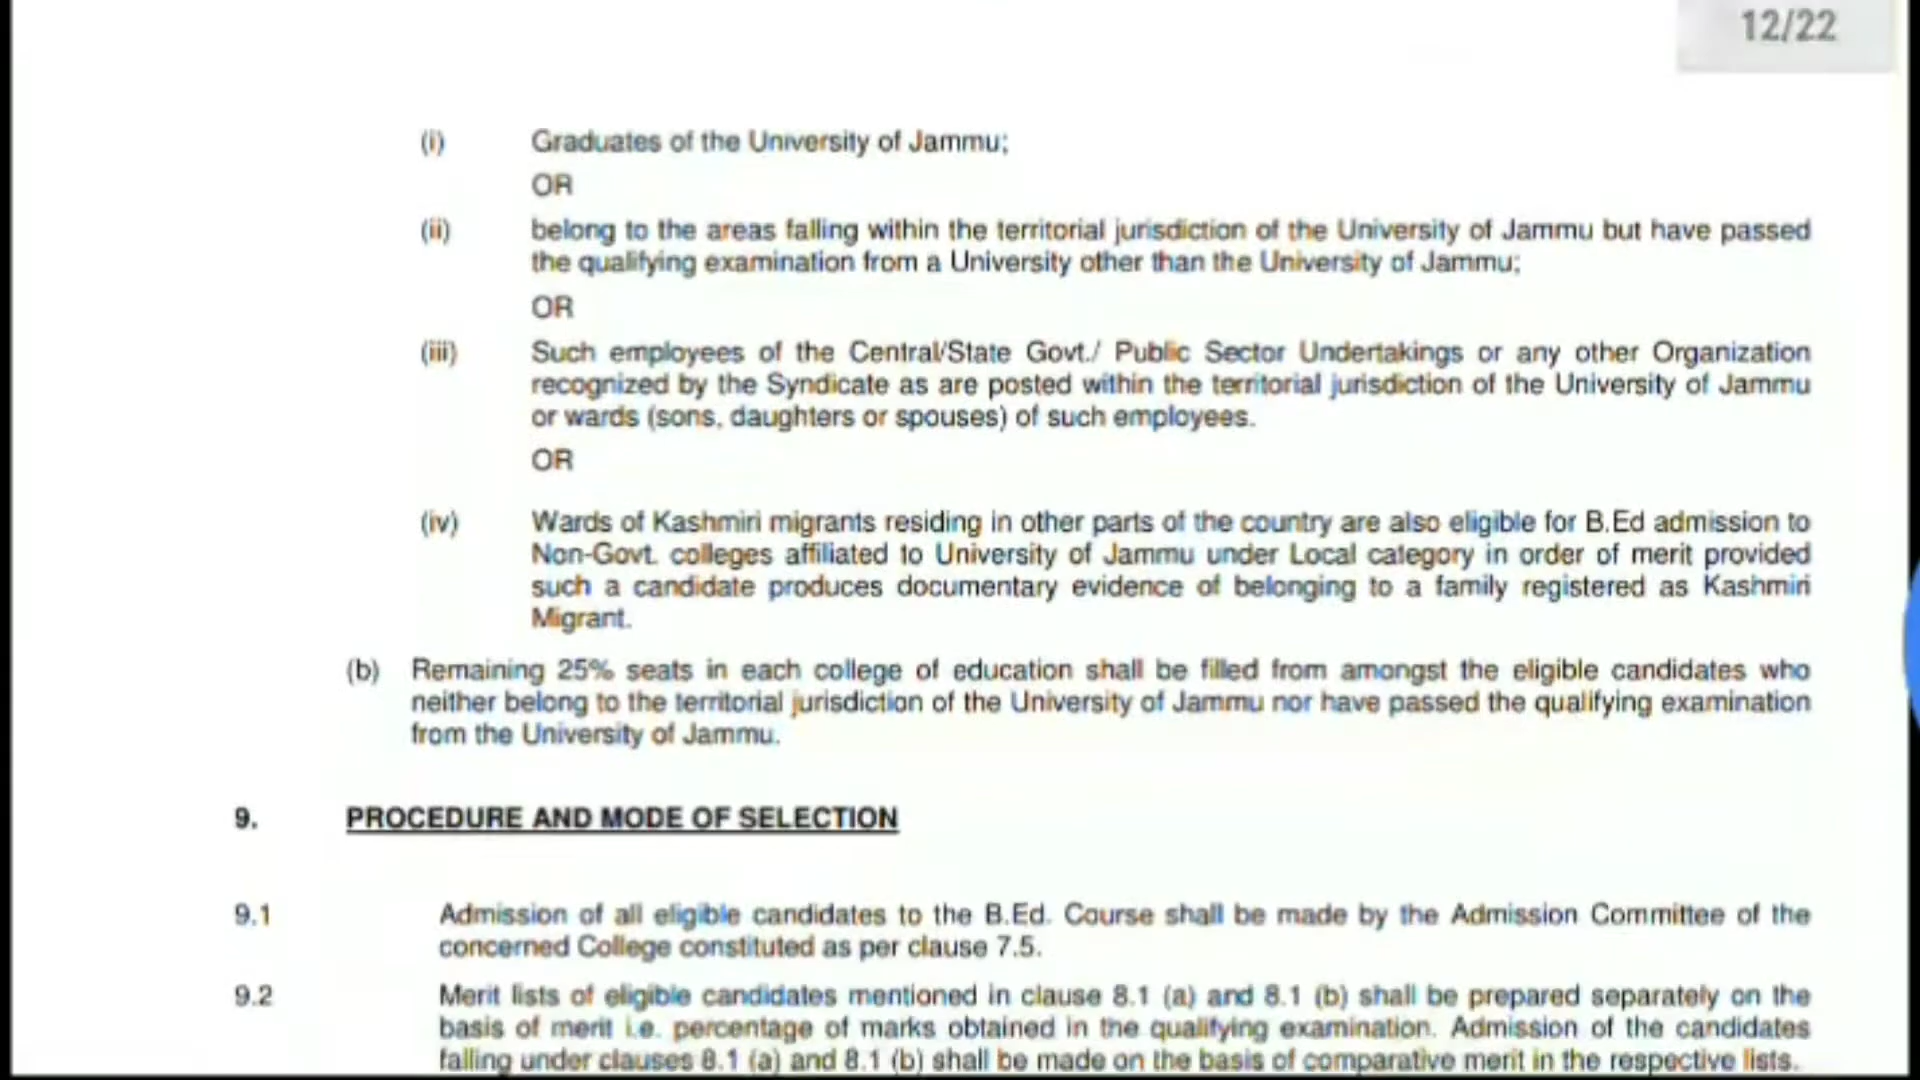 12/22
(i) Graduates of the University of Jammu;
OR
(ii) belong to the areas falling within the territorial jurisdiction of the University of Jammu but have passed
the qualifying examination from a University other than the University of Jammu;
OR
(iii) Such employees of the Central/State Govt./ Public Sector Undertakings or any other Organization
recognized by the Syndicate as are posted within the territorial jurisdiction of the University of Jammu
or wards (sons, daughters or spouses) of such employees.
OR
(iv) Wards of Kashmiri migrants residing in other parts of the country are also eligible for B.Ed admission to
Non-Govt. colleges affiliated to University of Jammu under Local category in order of merit provided
such a candidate produces documentary evidence of belonging to a family registered as Kashmiri
Migrant.
(b) Remaining 25% seats in each college of education shall be filled from amongst the eligible candidates who
neither belong to the territorial jurisdiction of the University of Jammu nor have passed the qualifying examination
from the University of Jammu.
9. PROCEDURE AND MODE OF SELECTION
9.1 Admission of all eligible candidates to the B.Ed. Course shall be made by the Admission Committee of the
concerned College constituted as per clause 7.5.
9.2 Merit lists of eligible candidates mentioned in clause 8.1 (a) and 8.1 (b) shall be prepared separately on the
basis of merit i.e. percentage of marks obtained in the qualifying examination. Admission of the candidates
falling under clauses 8.1 (a) and 8.1 (b) shall be made on the basis of comparative merit in the respective lists.